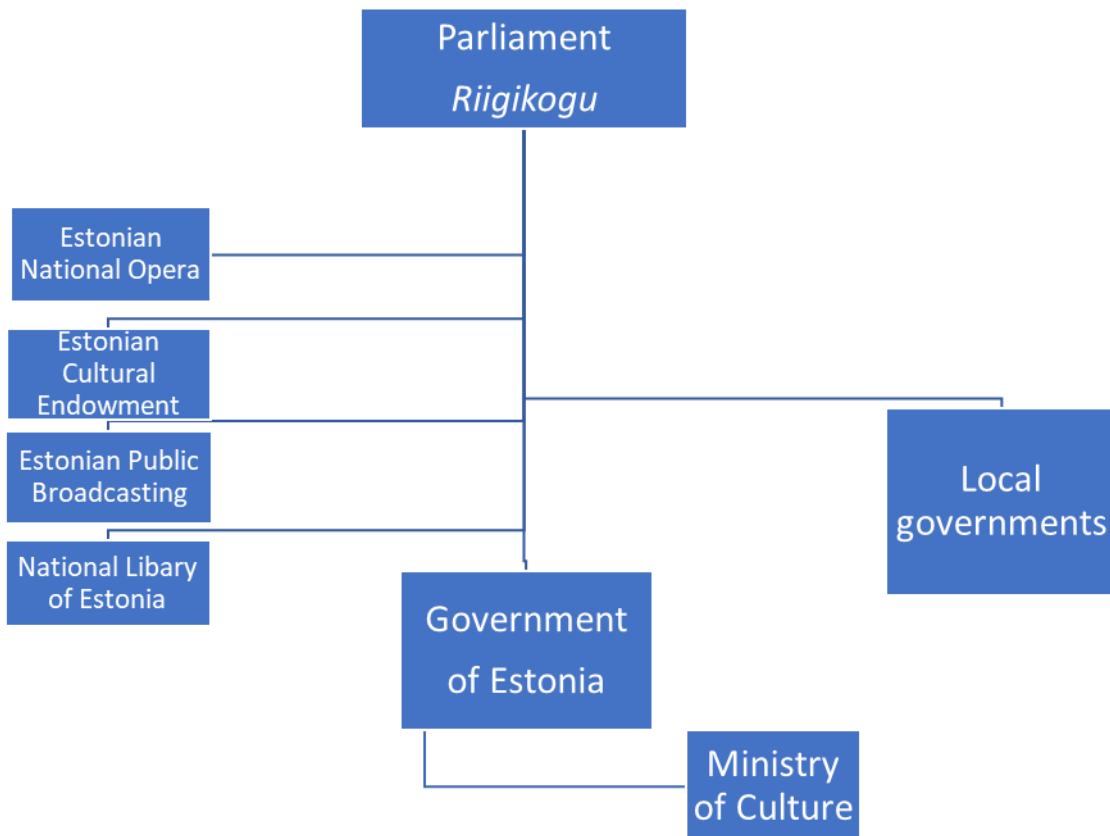 Parliament
Riigikogu
Estonian
National Opera
Estonian
Cultural
Endowment
Estonian Public
Broadcasting
National Libary
of Estonia
Local
governments
Government
of Estonia
Ministry
of Culture